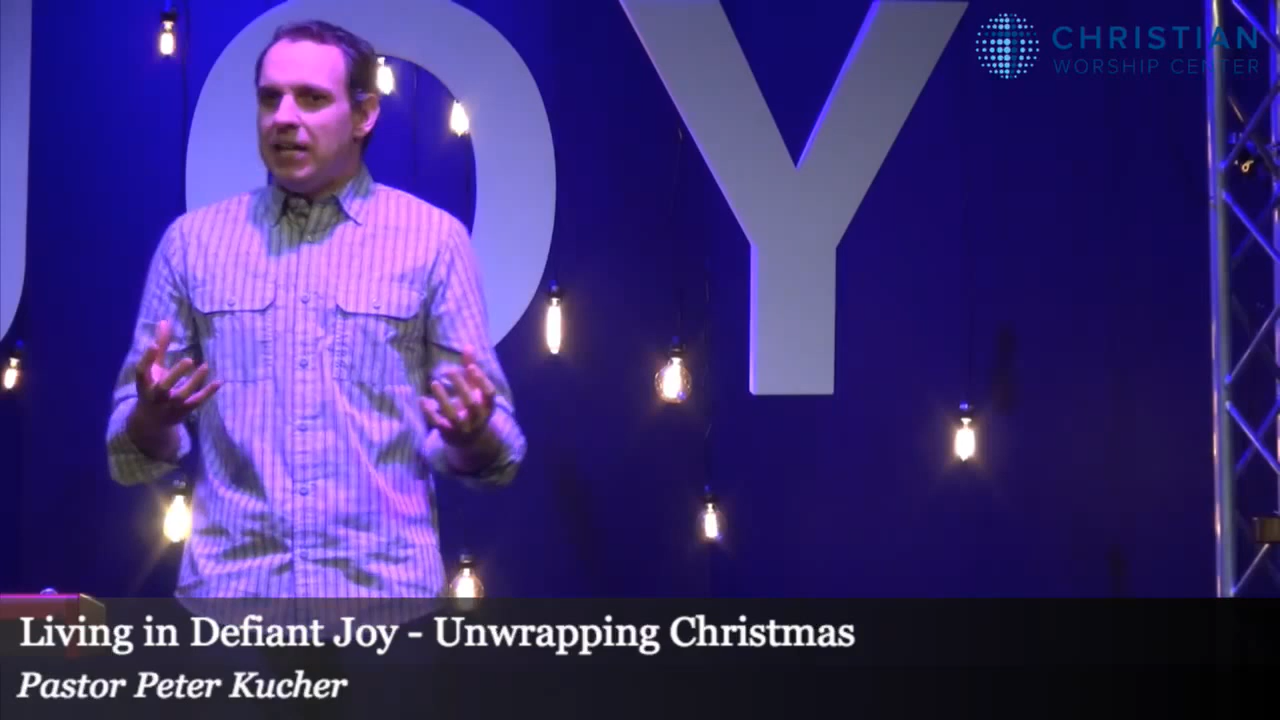 JOY
CHRISTIAN
WORSHIP CENTER
Living in Defiant Joy - Unwrapping Christmas
Pastor Peter Kucher